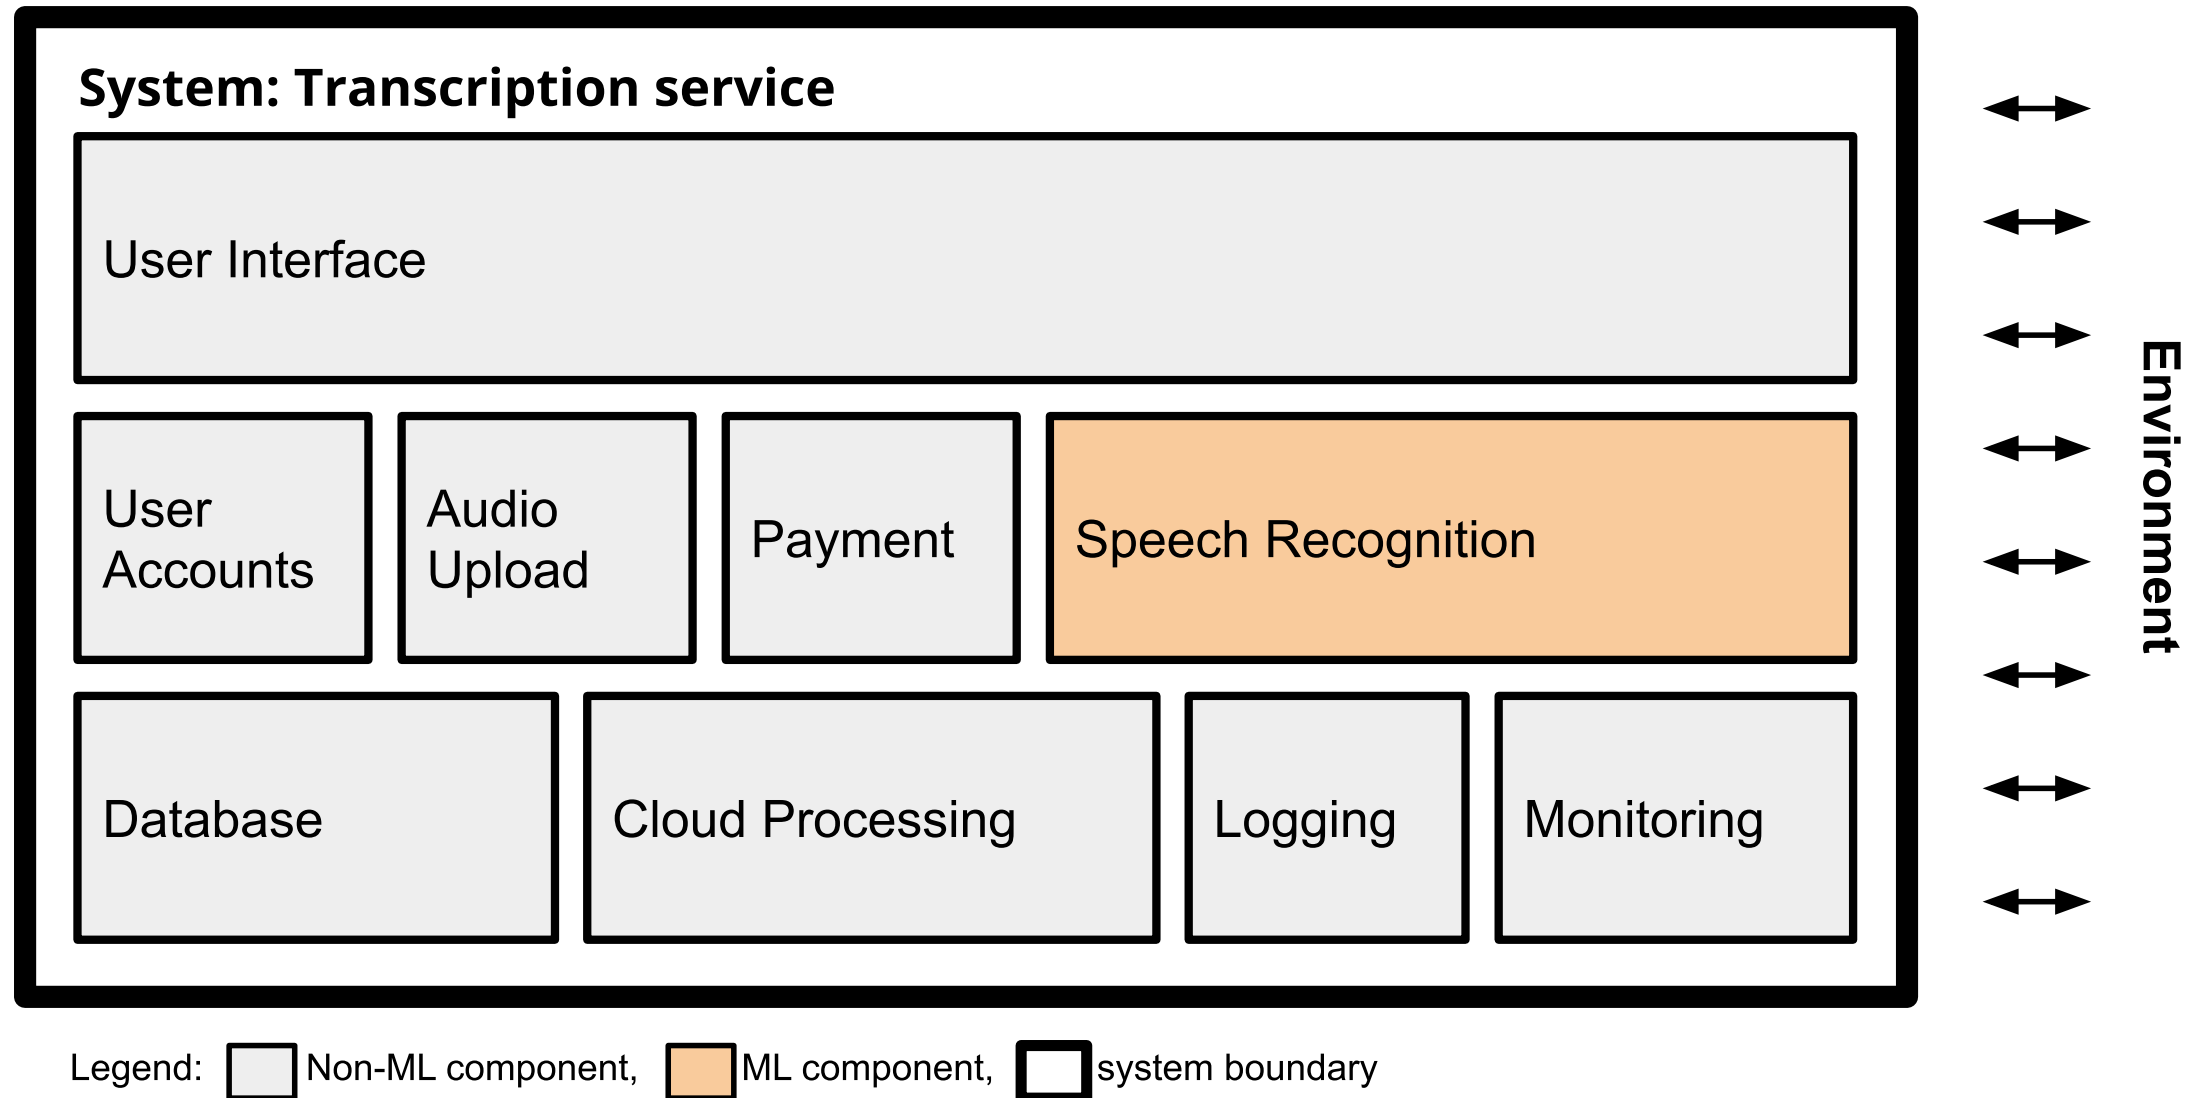 System: Transcription service
User Interface
User
Accounts
Audio
Upload
Payment
Speech Recognition
Database
Cloud Processing
Logging
Monitoring
Environment
Legend: Non-ML component, ML component, system boundary